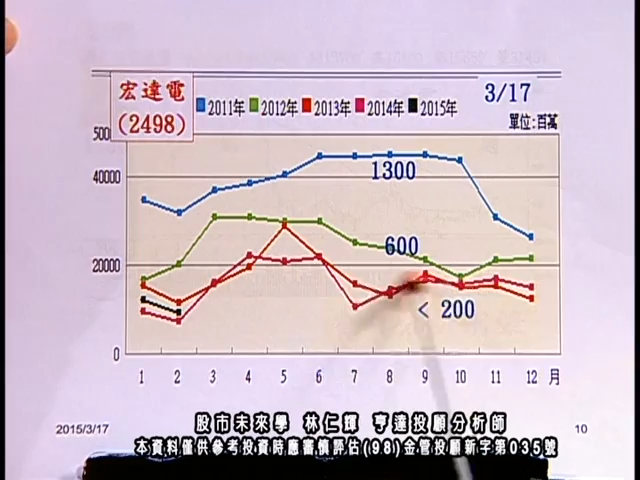 宏達電
(2498)
2011年 2012年 2013年 2014年 2015年
3/17
單位:百萬
5000
40000
20000
0
1300
600
< 200
1 2 3 4 5 6 7 8 9 10 11 12 月
2015/3/17
10
股市未來學 林仁輝 亨達投顧分析師
本資料僅供參考投資時應審慎評估(98)金管投顧新字第035號